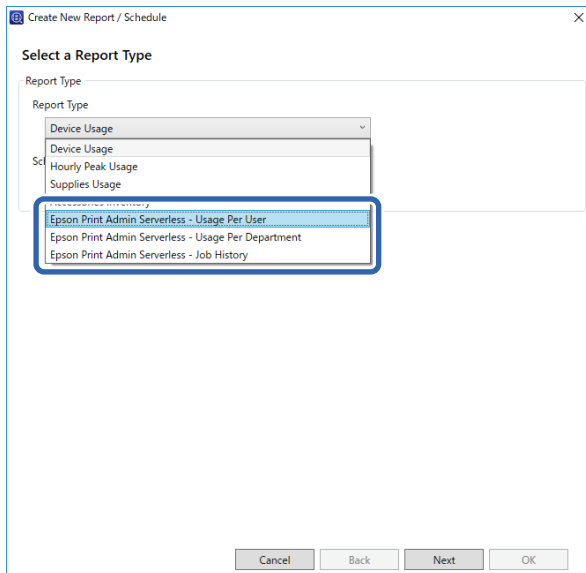 Create New Report / Schedule
Select a Report Type
Report Type
Report Type
Device Usage
Device Usage
Hourly Peak Usage
Supplies Usage
Epson Print Admin Serverless - Usage Per User
Epson Print Admin Serverless - Usage Per Department
Epson Print Admin Serverless - Job History
Cancel
Back
Next
OK